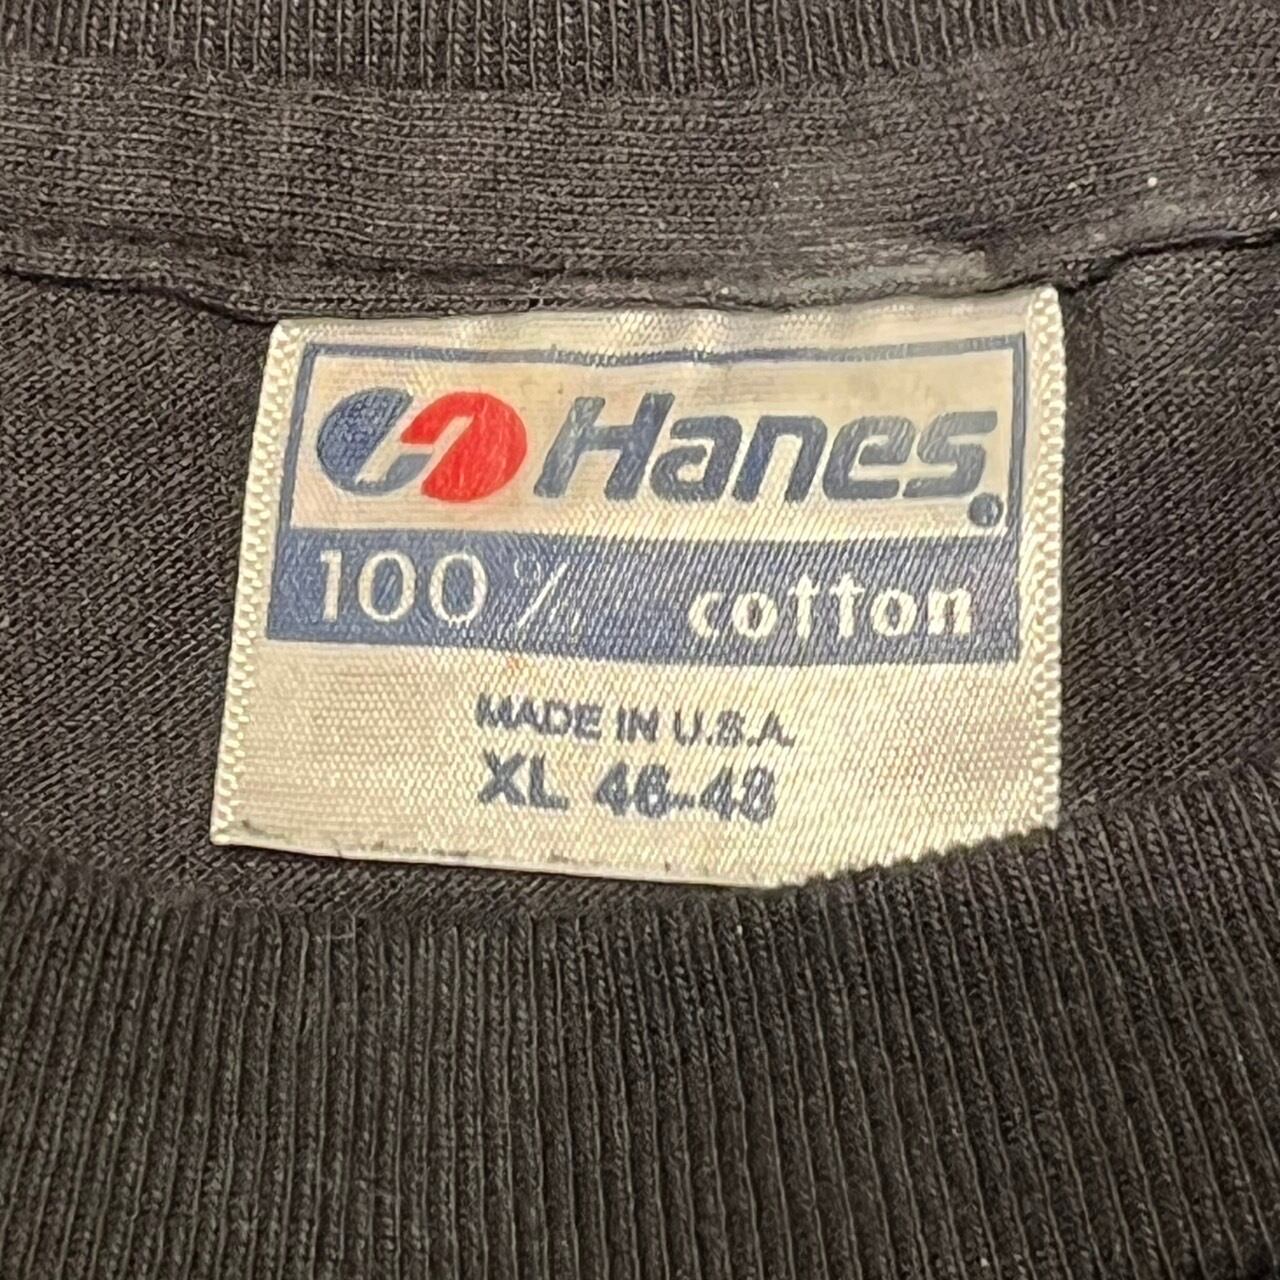 Hanes®
100% cotton
MADE IN U.S.A.
XL 46-48